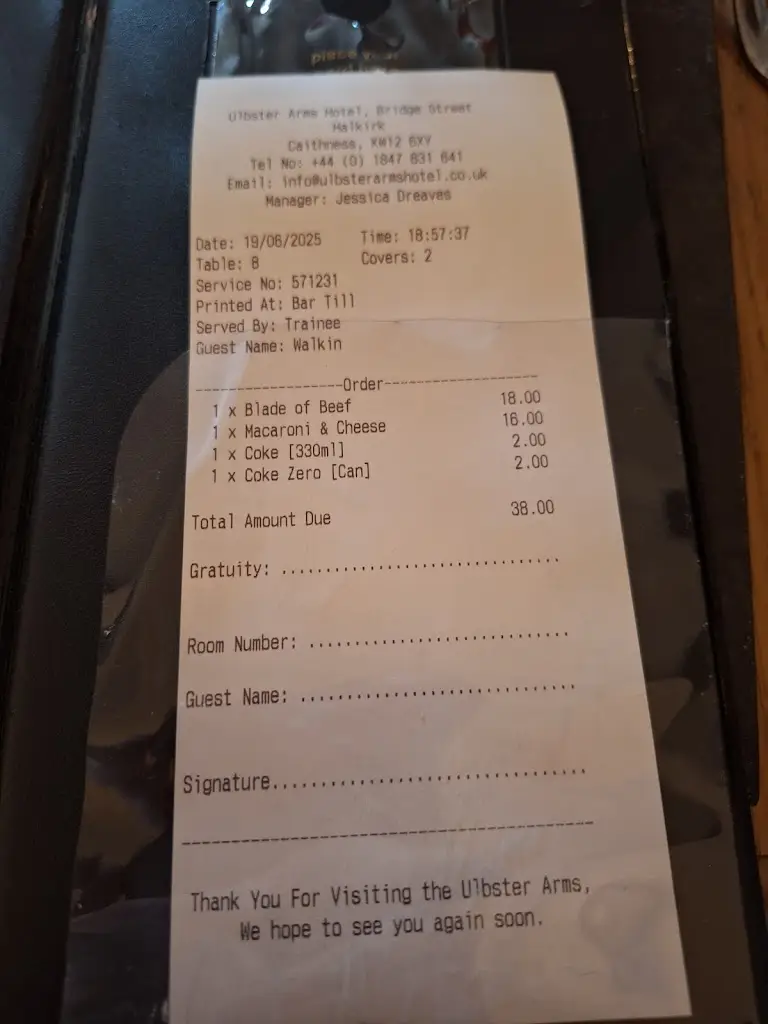 please your
Ulbster Arms Hotel, Bridge Street
Halkirk
Caithness, KW12 6XY
Tel No: +44 (0) 1847 831 641
Email: info@ulbsterarmshotel.co.uk
Manager: Jessica Dreaves
Date: 19/06/2025 Time: 18:57:37
Table: 8 Covers: 2
Service No: 571231
Printed At: Bar Till
Served By: Trainee
Guest Name: Walkin
------------------Order------------------
1 x Blade of Beef 18.00
1 x Macaroni & Cheese 16.00
1 x Coke [330ml] 2.00
1 x Coke Zero [Can] 2.00
Total Amount Due 38.00
Gratuity: ................................
Room Number: ..............................
Guest Name: ...............................
Signature...................................
---------------------------------------------
Thank You For Visiting the Ulbster Arms,
We hope to see you again soon.